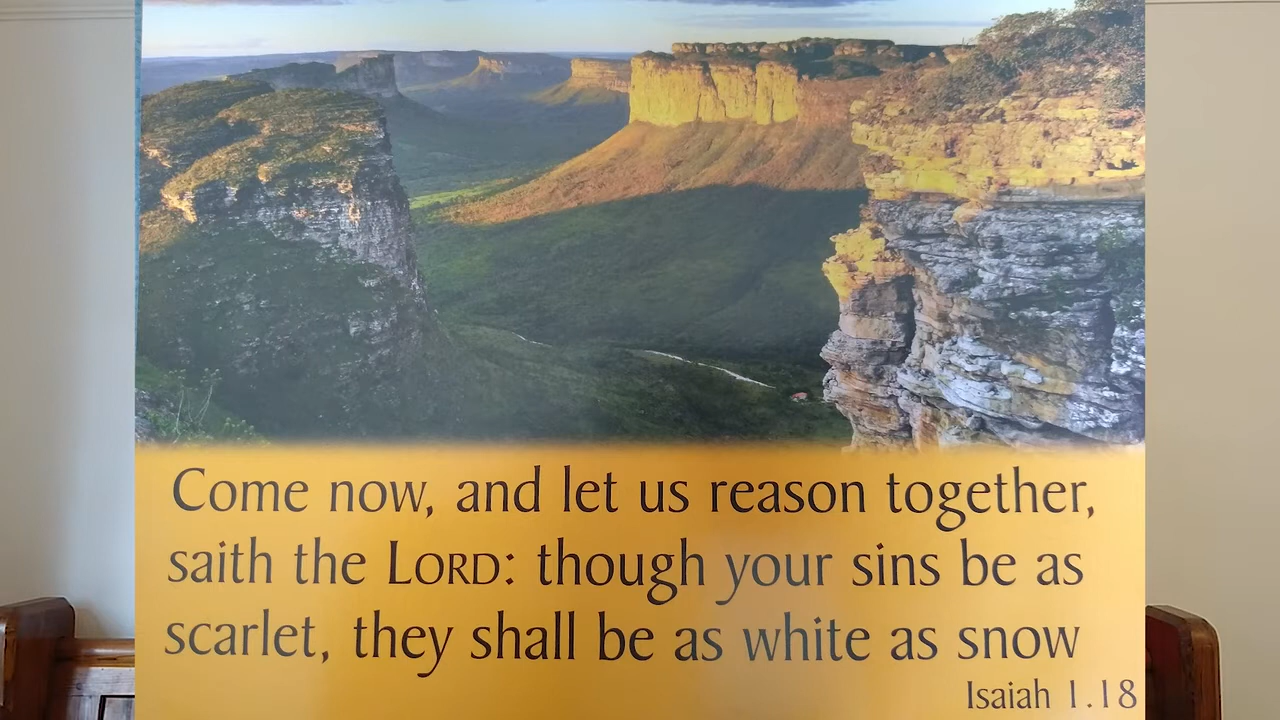 Come now, and let us reason together,
saith the LORD: though your sins be as
scarlet, they shall be as white as snow
Isaiah 1.18